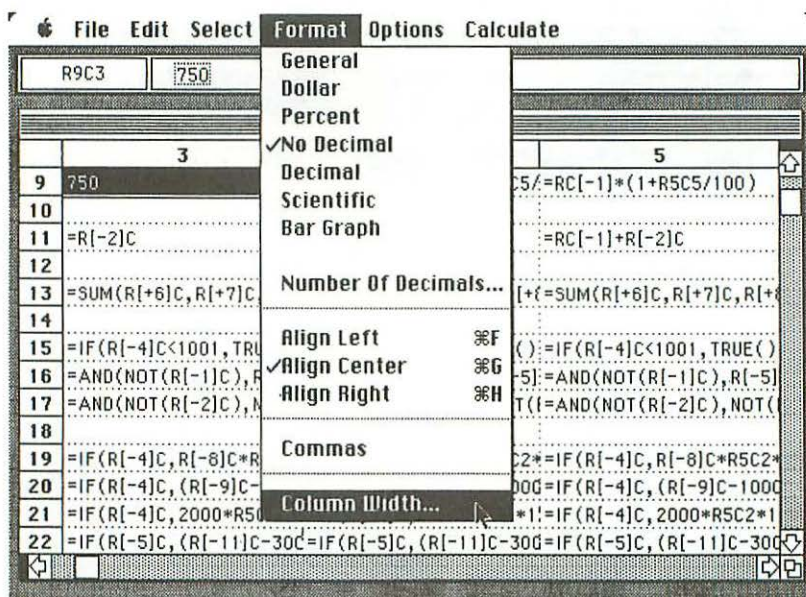 File Edit Select Format Options Calculate
R9C3 750
General
Dollar
Percent
✓No Decimal
Decimal
Scientific
Bar Graph
Number Of Decimals...
Align Left ⌘F
✓Align Center ⌘G
Align Right ⌘H
Commas
Column Width...
3 5
9 750 =RC[-1]*(1+R5C5/100)
10
11 =R[-2]C =RC[-1]+R[-2]C
12
13 =SUM(R[+6]C,R[+7]C, =SUM(R[+6]C,R[+7]C,R[+
14
15 =IF(R[-4]C<1001,TRU =IF(R[-4]C<1001,TRUE()
16 =AND(NOT(R[-1]C),R -5] =AND(NOT(R[-1]C),R[-5]
17 =AND(NOT(R[-2]C),N =AND(NOT(R[-2]C),NOT(
18
19 =IF(R[-4]C,R[-8]C*R =IF(R[-4]C,R[-8]C*R5C2*
20 =IF(R[-4]C,(R[-9]C- =IF(R[-4]C,(R[-9]C-1000
21 =IF(R[-4]C,2000*R5C =IF(R[-4]C,2000*R5C2*1
22 =IF(R[-5]C,(R[-11]C-300 =IF(R[-5]C,(R[-11]C-300 =IF(R[-5]C,(R[-11]C-300